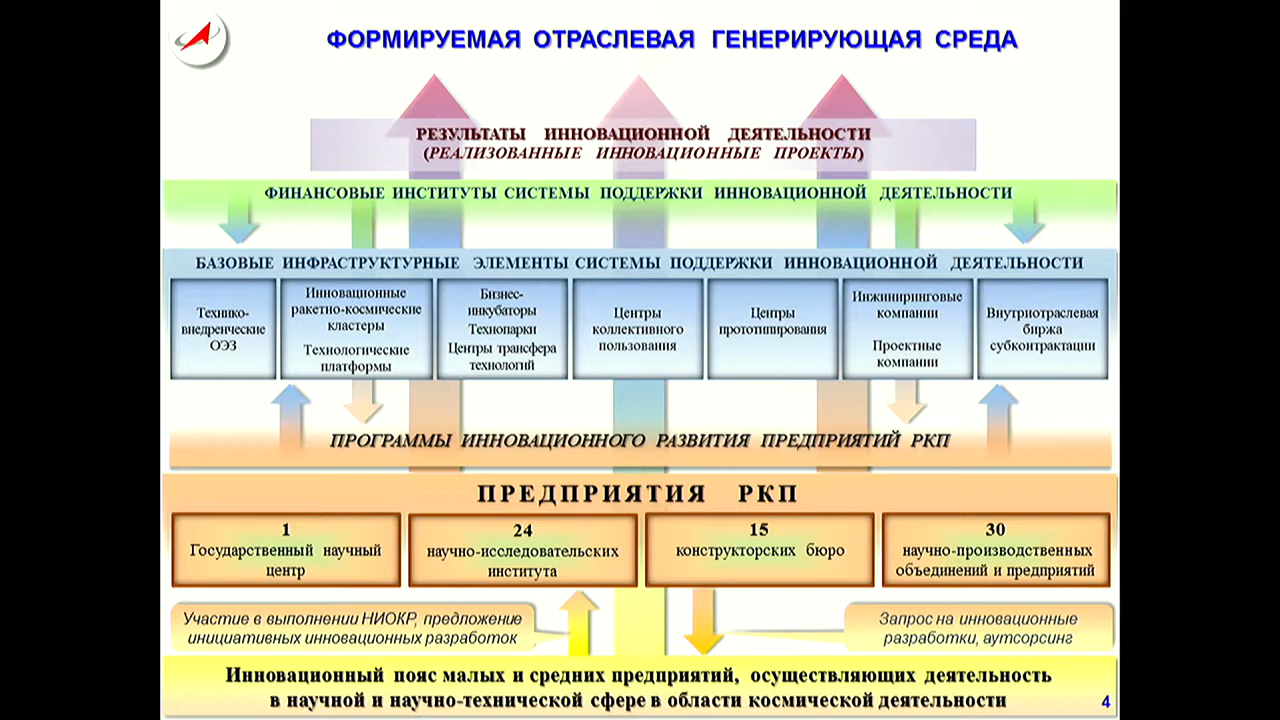 ФОРМИРУЕМАЯ ОТРАСЛЕВАЯ ГЕНЕРИРУЮЩАЯ СРЕДА
РЕЗУЛЬТАТЫ ИННОВАЦИОННОЙ ДЕЯТЕЛЬНОСТИ
(РЕАЛИЗОВАННЫЕ ИННОВАЦИОННЫЕ ПРОЕКТЫ)
ФИНАНСОВЫЕ ИНСТИТУТЫ СИСТЕМЫ ПОДДЕРЖКИ ИННОВАЦИОННОЙ ДЕЯТЕЛЬНОСТИ
БАЗОВЫЕ ИНФРАСТРУКТУРНЫЕ ЭЛЕМЕНТЫ СИСТЕМЫ ПОДДЕРЖКИ ИННОВАЦИОННОЙ ДЕЯТЕЛЬНОСТИ
Технико-
внедренческие
ОЭЗ
Инновационные
ракетно-космические
кластеры
Технологические
платформы
Бизнес-
инкубаторы
Технопарки
Центры трансфера
технологий
Центры
коллективного
пользования
Центры
прототипирования
Инжиниринговые
компании
Проектные
компании
Внутриотраслевая
биржа
субконтрактации
ПРОГРАММЫ ИННОВАЦИОННОГО РАЗВИТИЯ ПРЕДПРИЯТИЙ РКП
ПРЕДПРИЯТИЯ РКП
1
Государственный научный
центр
24
научно-исследовательских
института
15
конструкторских бюро
30
научно-производственных
объединений и предприятий
Участие в выполнении НИОКР, предложение
инициативных инновационных разработок
Запрос на инновационные
разработки, аутсорсинг
Инновационный пояс малых и средних предприятий, осуществляющих деятельность
в научной и научно-технической сфере в области космической деятельности
4